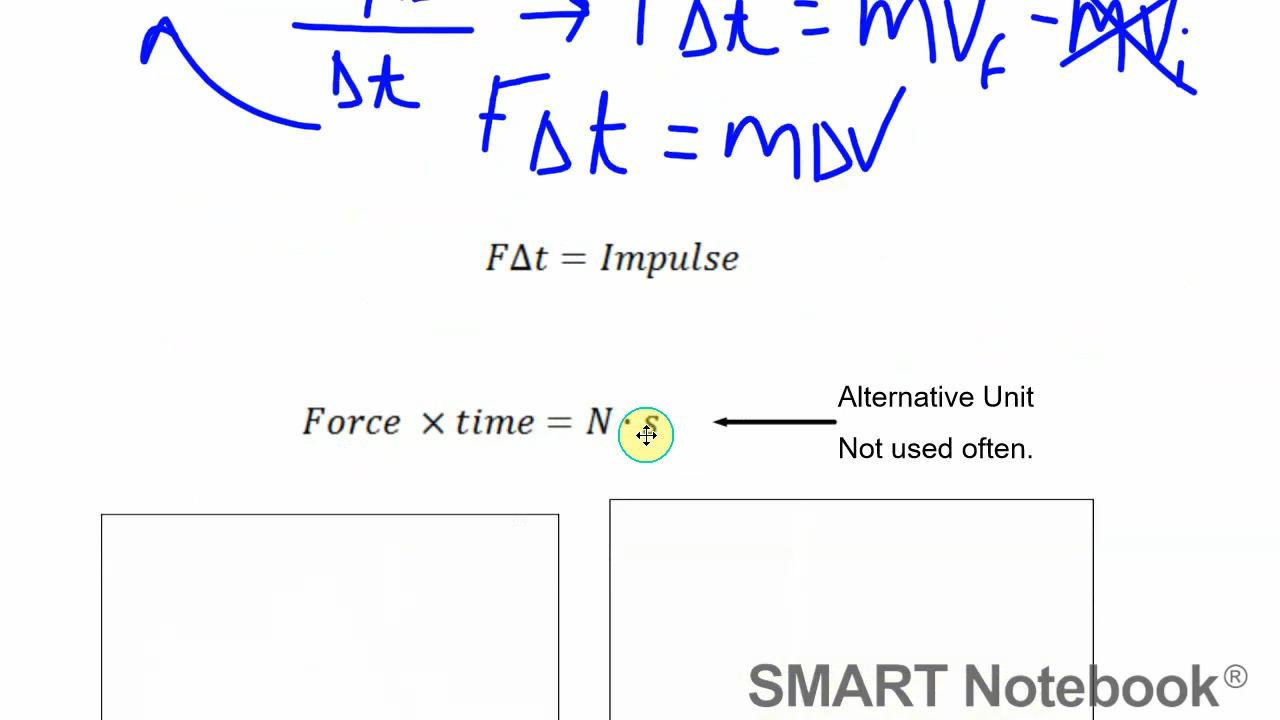 Δt → FΔt = mVf - mVi
FΔt = mΔV
FΔt = Impulse
Force × time = N · s
Alternative Unit
Not used often.
SMART Notebook®